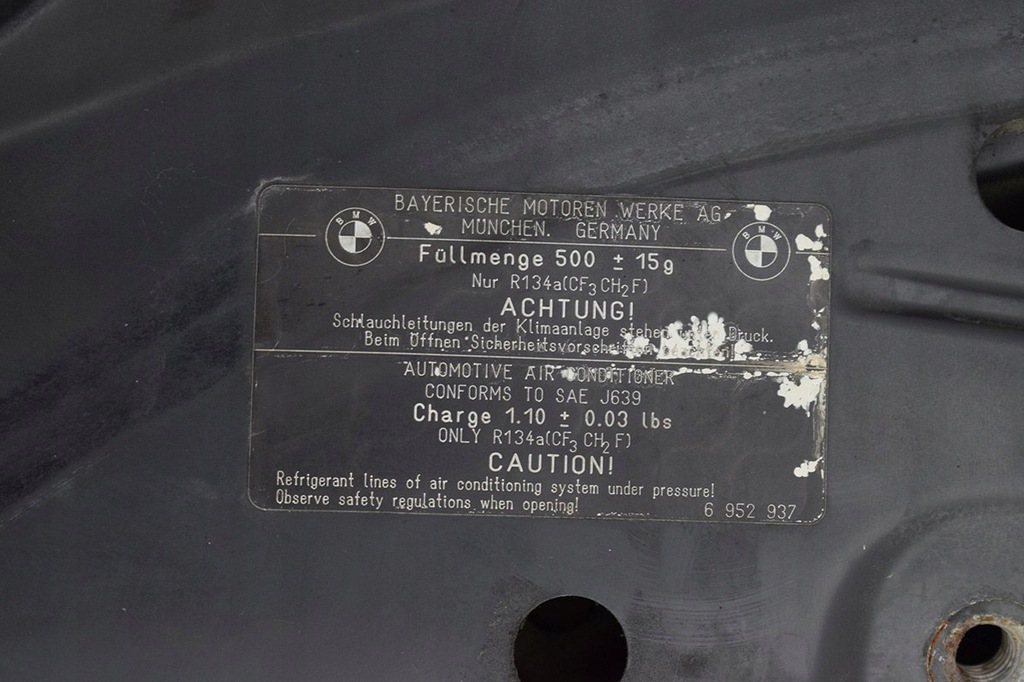 BAYERISCHE MOTOREN WERKE AG
MÜNCHEN. GERMANY
BMW
BMW
Füllmenge 500 ± 15g
Nur R134a(CF3CH2F)
ACHTUNG!
Schlauchleitungen der Klimaanlage stehen Druck.
Beim Öffnen Sicherheitsvorschriften
AUTOMOTIVE AIR CONDITIONER
CONFORMS TO SAE J639
Charge 1.10 ± 0.03 lbs
ONLY R134a(CF3CH2F)
CAUTION!
Refrigerant lines of air conditioning system under pressure!
Observe safety regulations when opening!
6 952 937